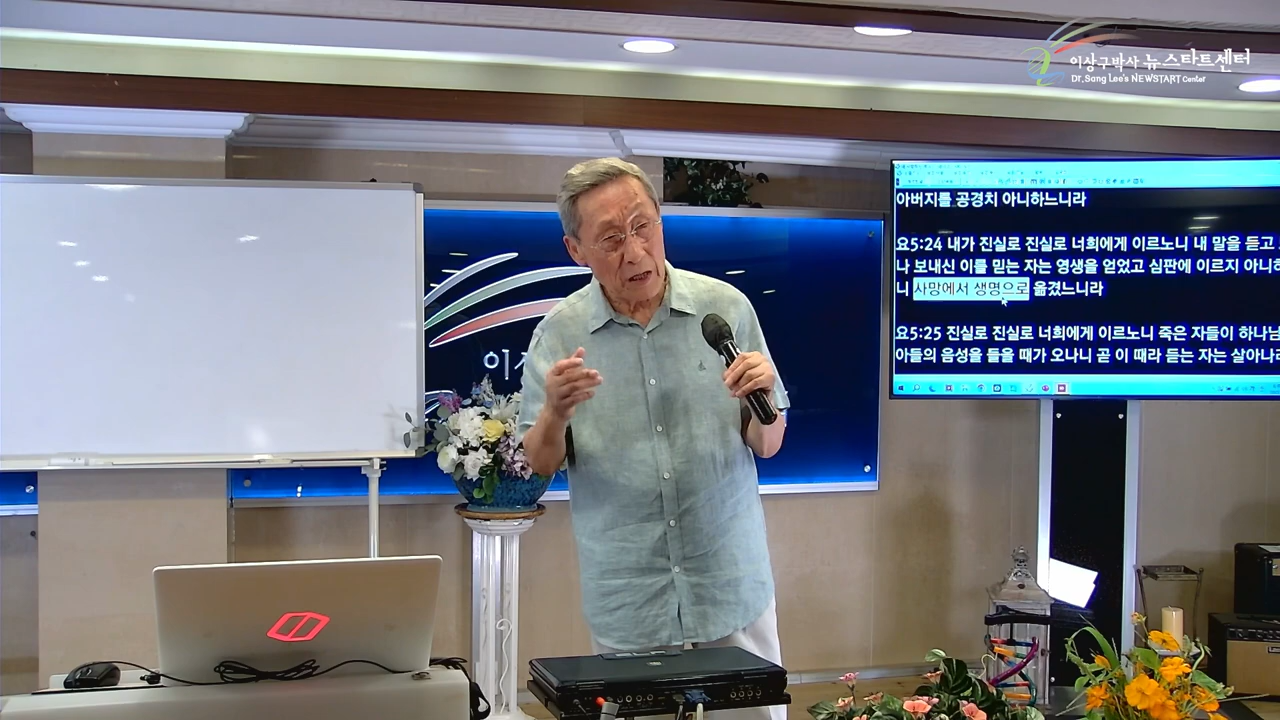 이상구박사 뉴스타트센터
Dr. Sang Lee's NEWSTART Center
아버지를 공경치 아니하느니라
요5:24 내가 진실로 진실로 너희에게 이르노니 내 말을 듣고
나 보내신 이를 믿는 자는 영생을 얻었고 심판에 이르지 아니하
니 사망에서 생명으로 옮겼느니라
요5:25 진실로 진실로 너희에게 이르노니 죽은 자들이 하나님
아들의 음성을 들을 때가 오나니 곧 이 때라 듣는 자는 살아나리